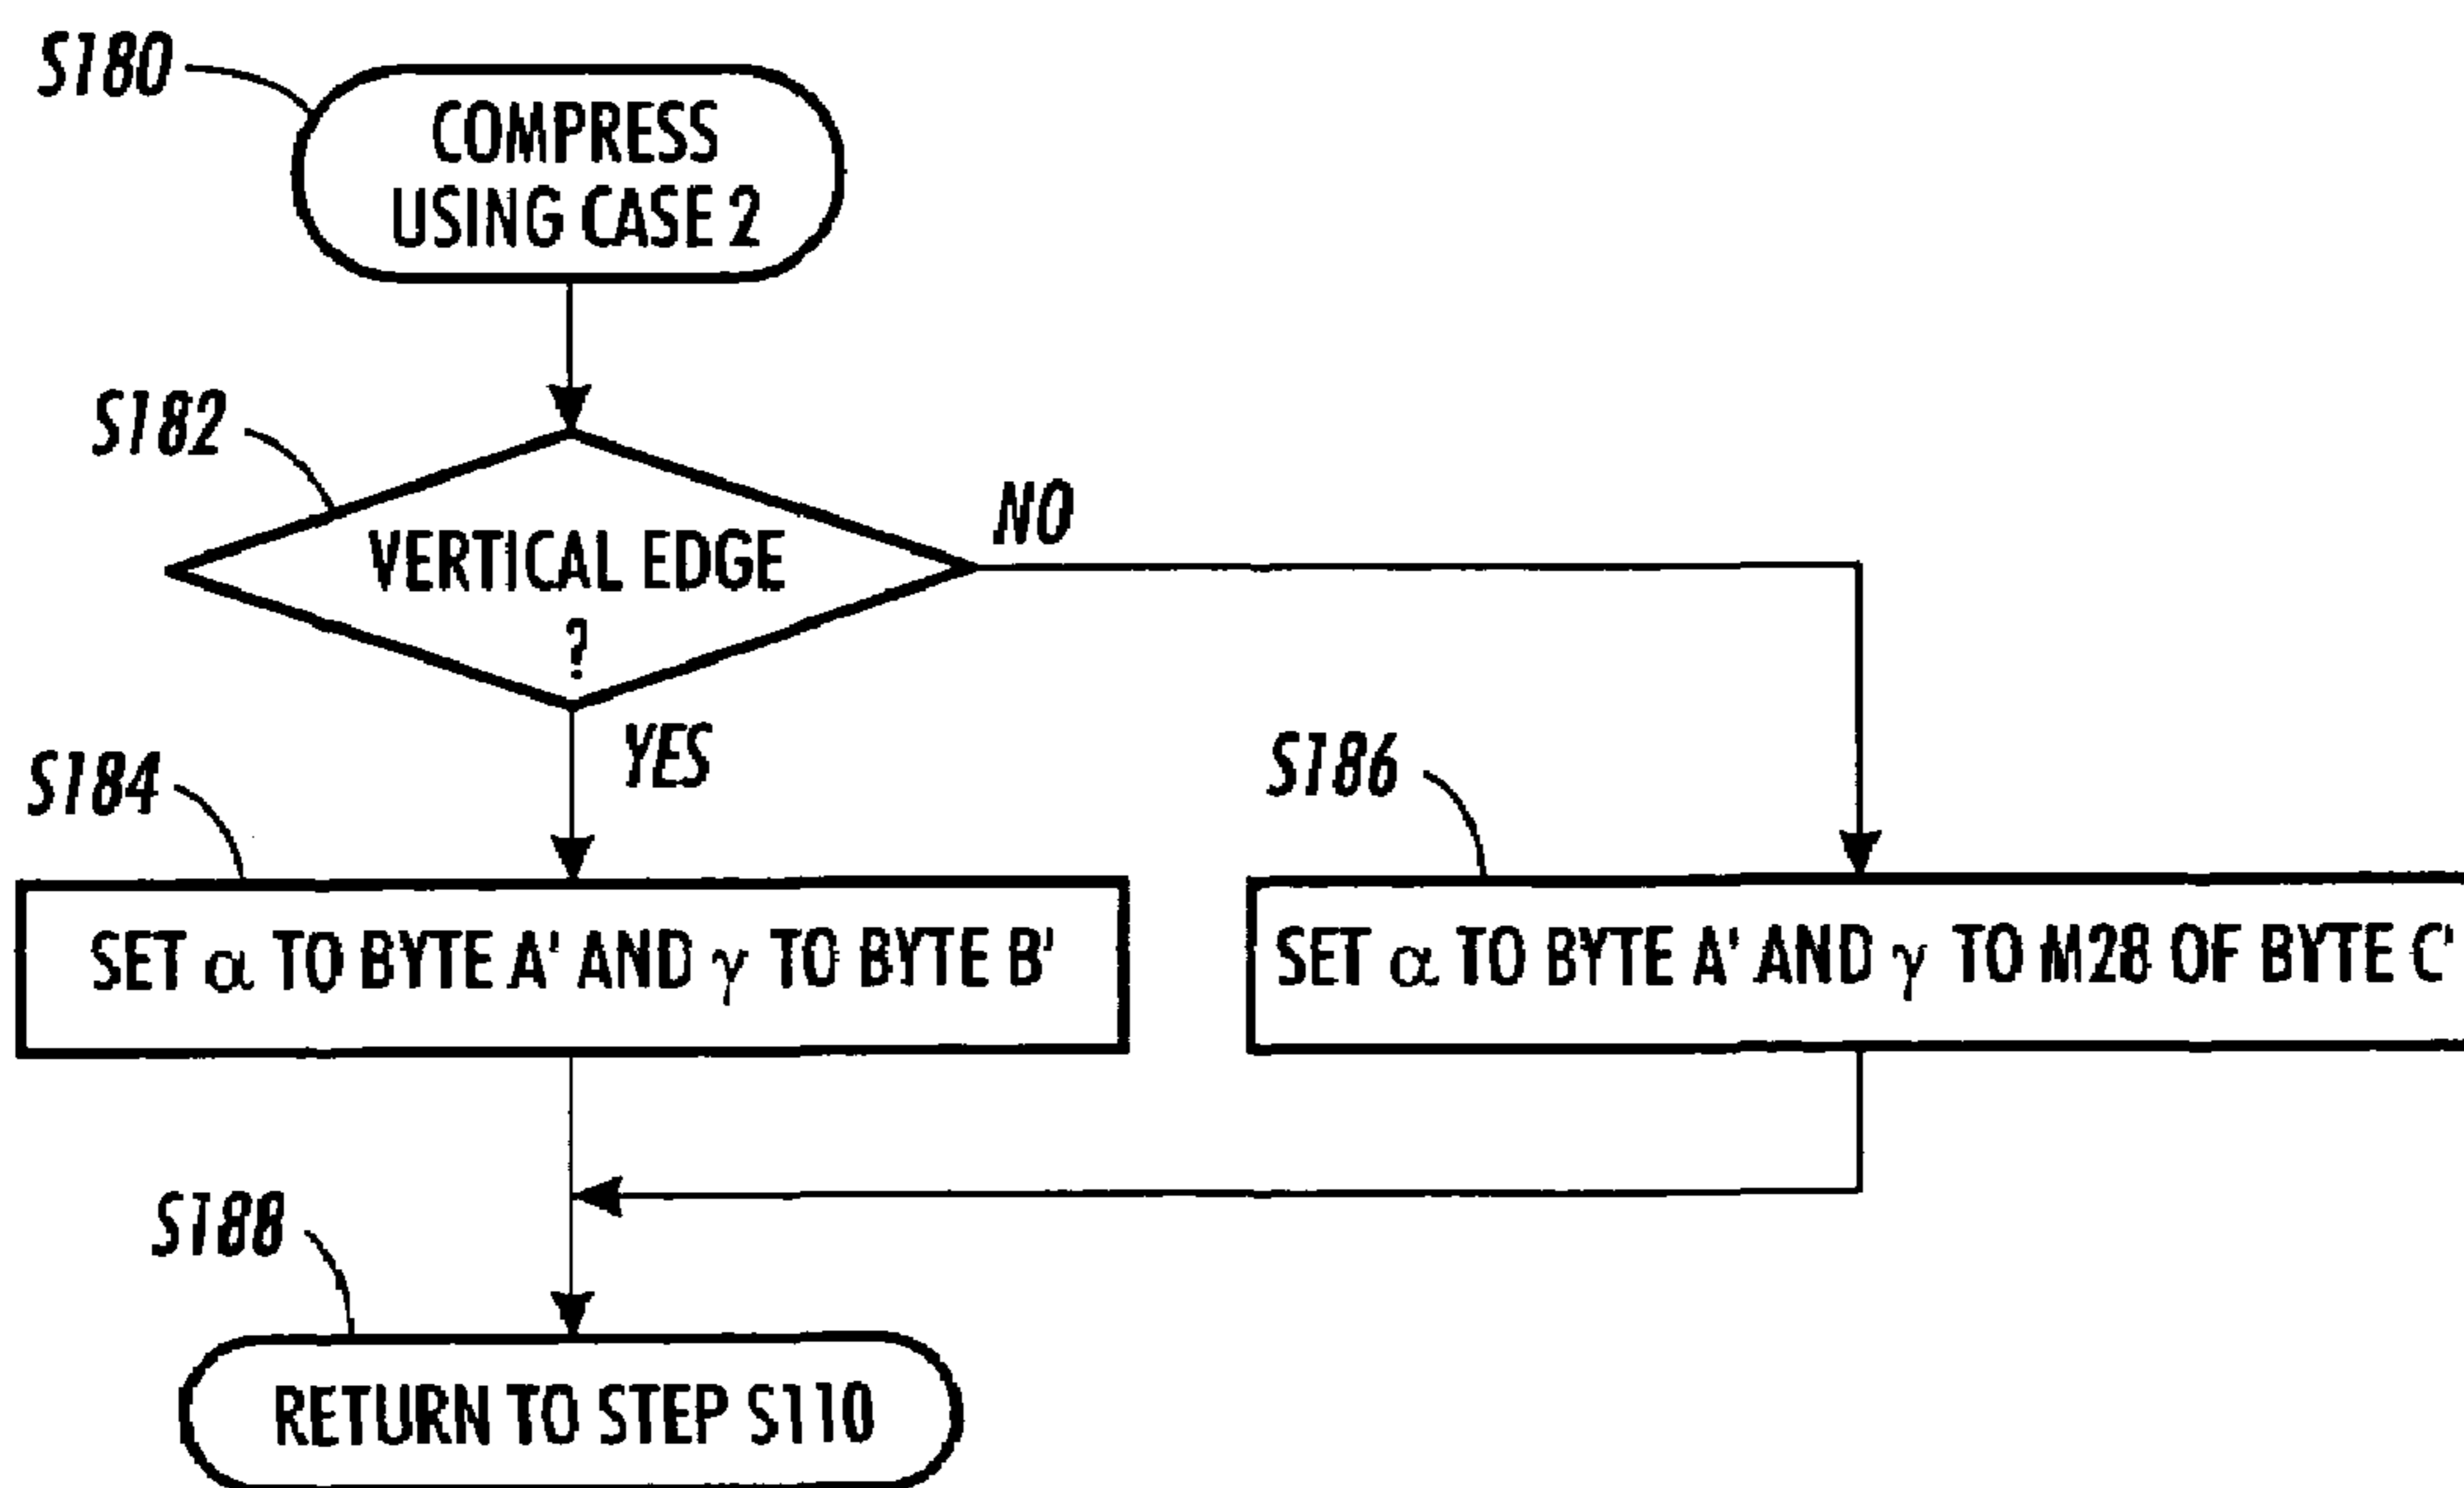 S180
COMPRESS
USING CASE 2
S182
VERTICAL EDGE
?
NO
YES
S184
SET α TO BYTE A' AND γ TO BYTE B'
S186
SET α TO BYTE A' AND γ TO M28 OF BYTE C'
S188
RETURN TO STEP S110